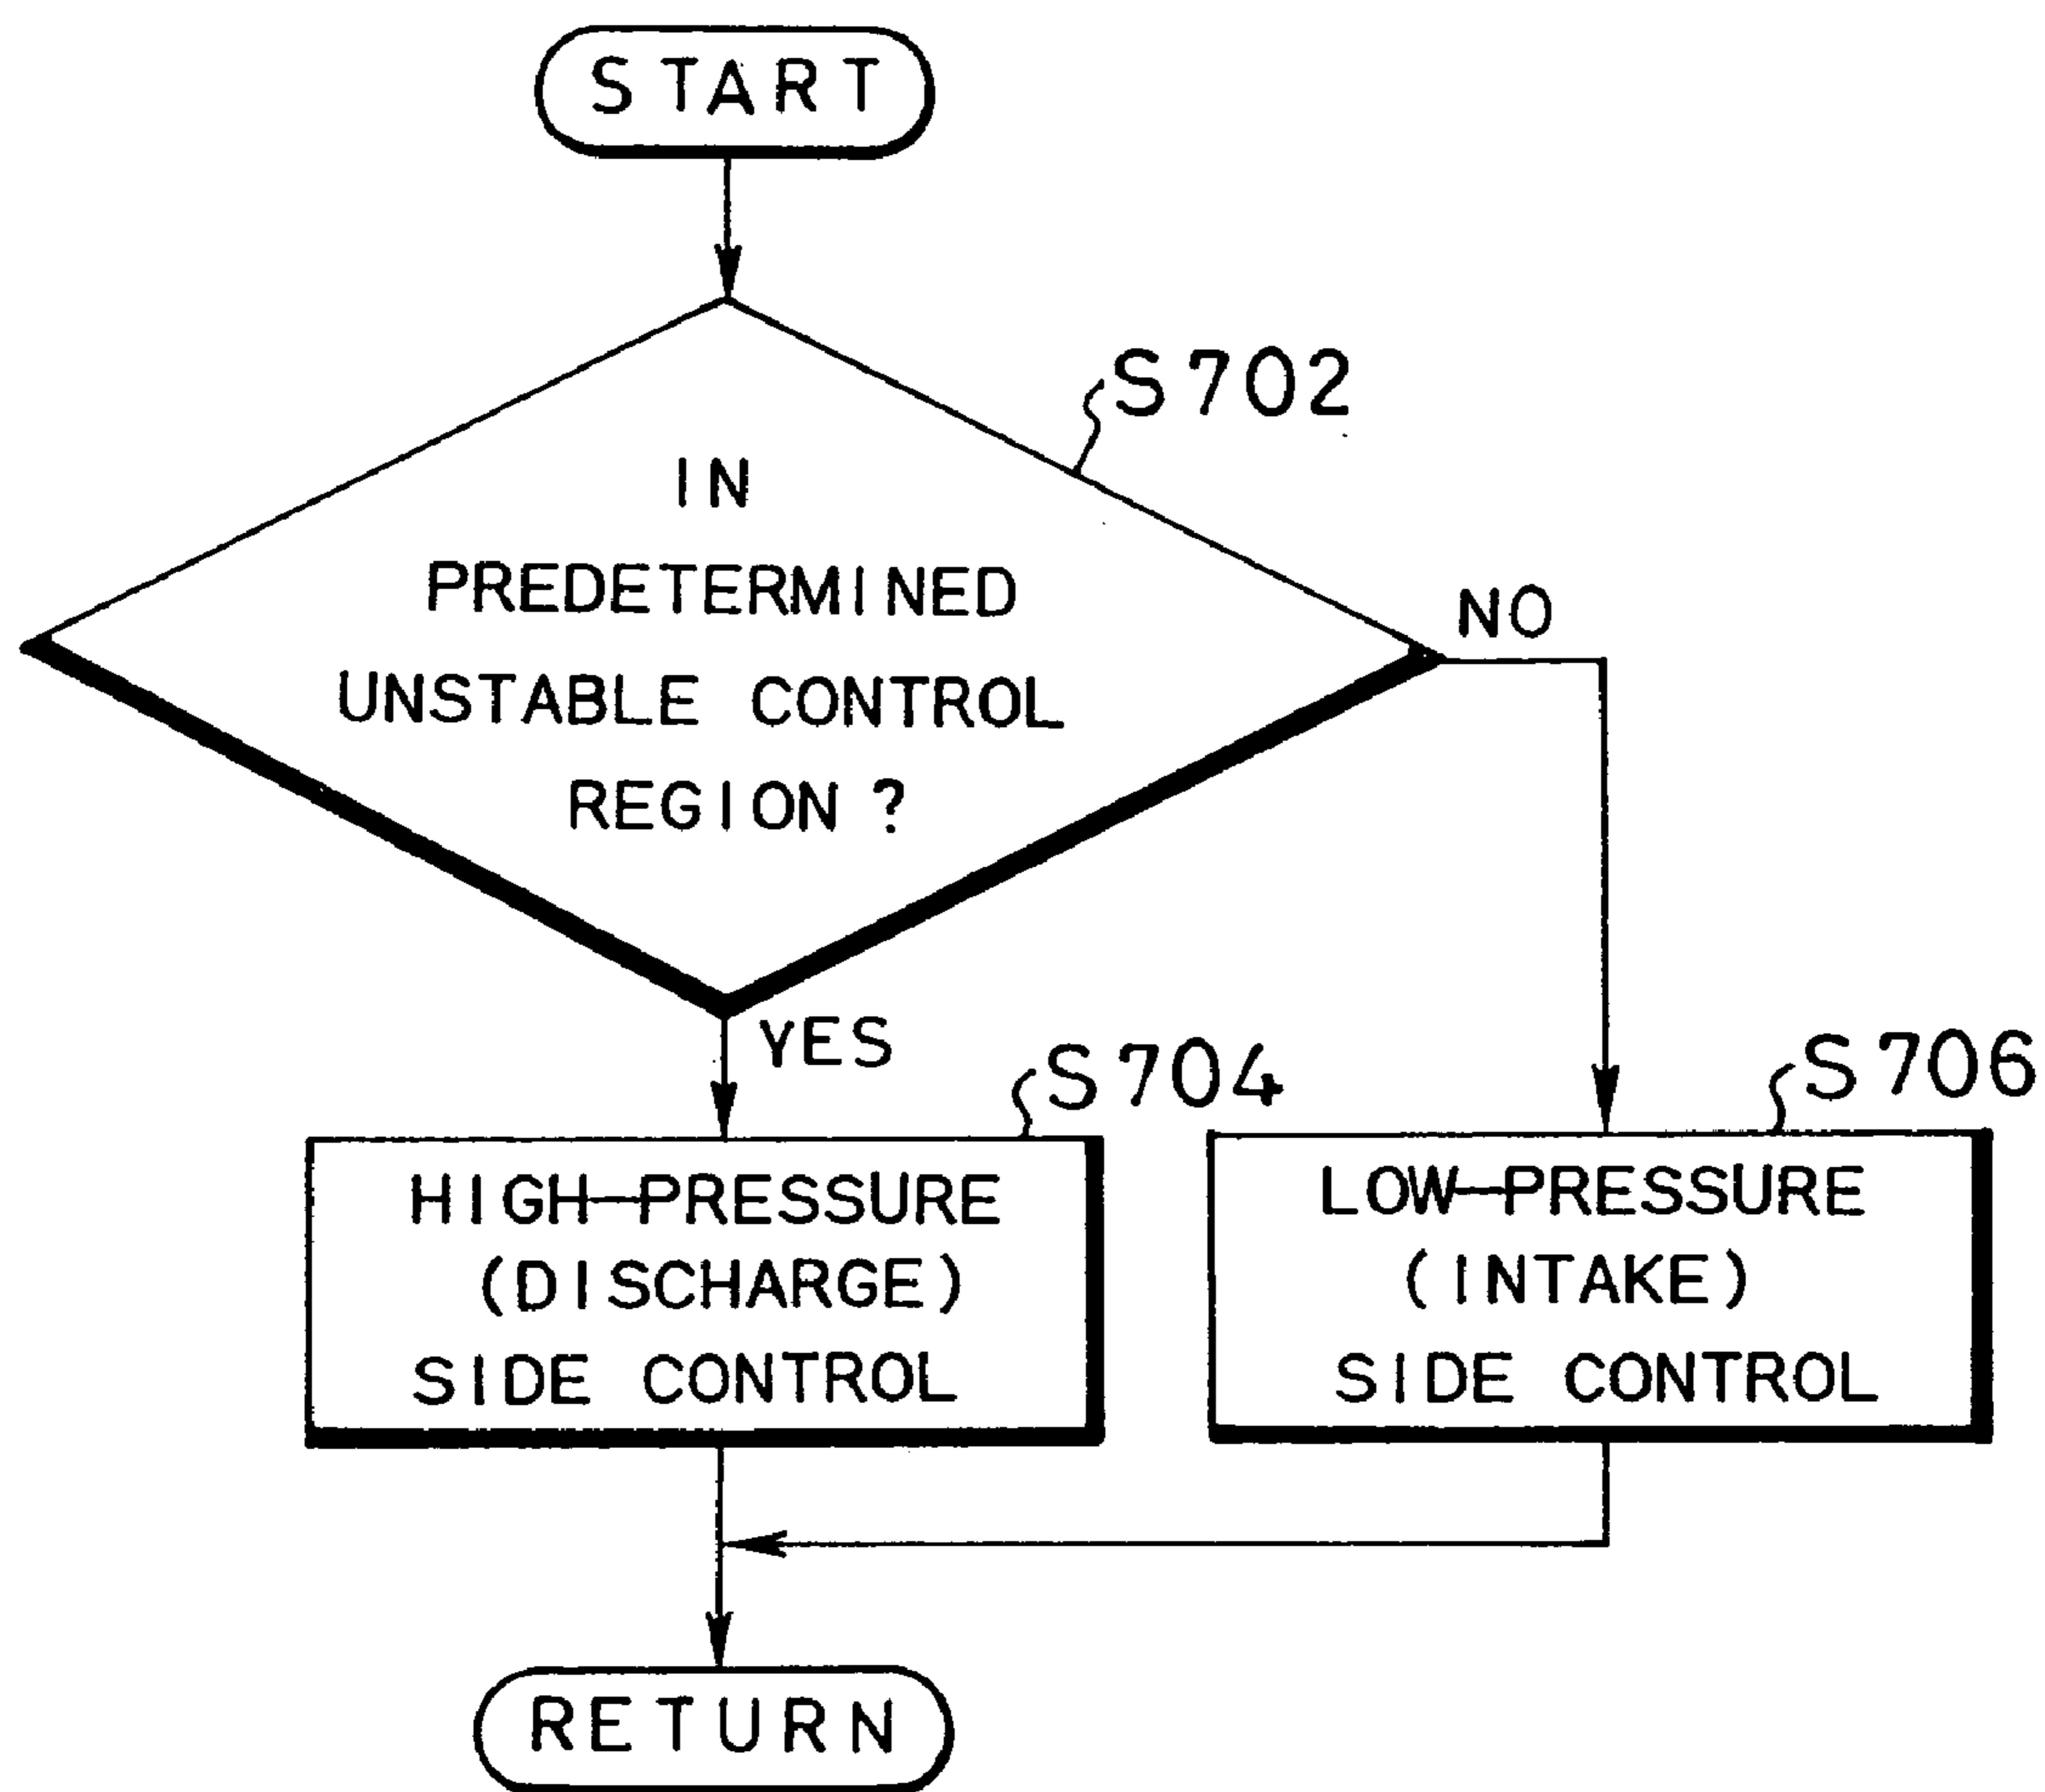 START
S702
IN
PREDETERMINED
UNSTABLE CONTROL
REGION ?
NO
YES
S704
HIGH-PRESSURE
(DISCHARGE)
SIDE CONTROL
S706
LOW-PRESSURE
(INTAKE)
SIDE CONTROL
RETURN